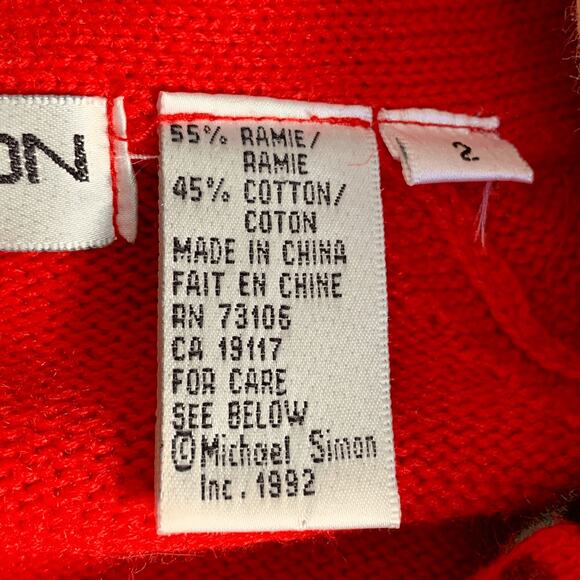 ON
55% RAMIE/
RAMIE
45% COTTON/
COTON
MADE IN CHINA
FAIT EN CHINE
RN 73106
CA 19117
FOR CARE
SEE BELOW
©Michael Simon
Inc. 1992
2